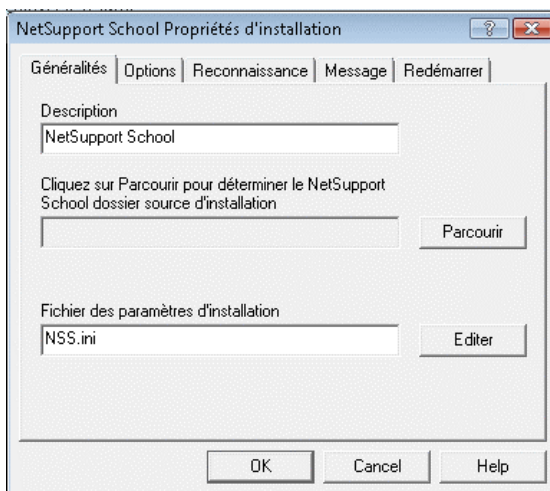 NetSupport School Propriétés d'installation
Généralités Options Reconnaissance Message Redémarrer
Description
NetSupport School
Cliquez sur Parcourir pour déterminer le NetSupport
School dossier source d'installation
Parcourir
Fichier des paramètres d'installation
NSS.ini
Editer
OK Cancel Help